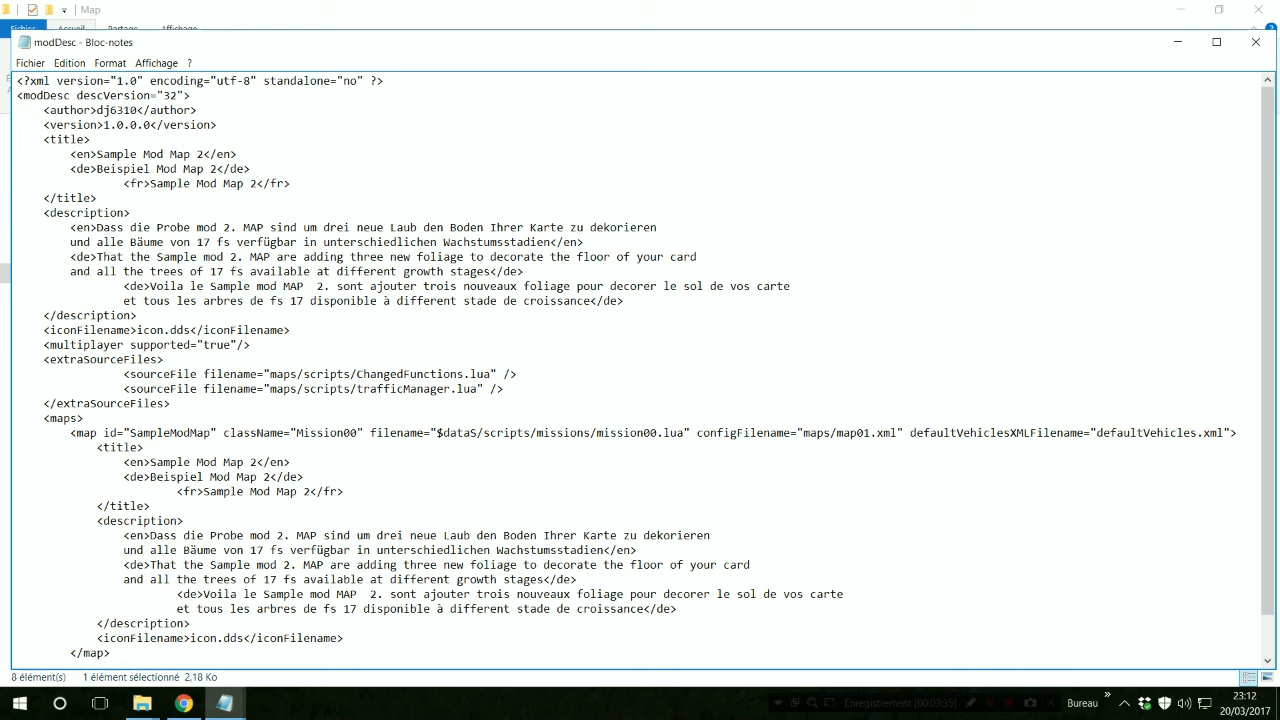 Map
Fichier Accueil Partage Affichage
modDesc - Bloc-notes
Fichier Edition Format Affichage ?
<?xml version="1.0" encoding="utf-8" standalone="no" ?>
<modDesc descVersion="32">
<author>dj6310</author>
<version>1.0.0.0</version>
<title>
<en>Sample Mod Map 2</en>
<de>Beispiel Mod Map 2</de>
<fr>Sample Mod Map 2</fr>
</title>
<description>
<en>Dass die Probe mod 2. MAP sind um drei neue Laub den Boden Ihrer Karte zu dekorieren
und alle Bäume von 17 fs verfügbar in unterschiedlichen Wachstumsstadien</en>
<de>That the Sample mod 2. MAP are adding three new foliage to decorate the floor of your card
and all the trees of 17 fs available at different growth stages</de>
<de>Voila le Sample mod MAP  2. sont ajouter trois nouveaux foliage pour decorer le sol de vos carte
et tous les arbres de fs 17 disponible à different stade de croissance</de>
</description>
<iconFilename>icon.dds</iconFilename>
<multiplayer supported="true"/>
<extraSourceFiles>
<sourceFile filename="maps/scripts/ChangedFunctions.lua" />
<sourceFile filename="maps/scripts/trafficManager.lua" />
</extraSourceFiles>
<maps>
<map id="SampleModMap" className="Mission00" filename="$dataS/scripts/missions/mission00.lua" configFilename="maps/map01.xml" defaultVehiclesXMLFilename="defaultVehicles.xml">
<title>
<en>Sample Mod Map 2</en>
<de>Beispiel Mod Map 2</de>
<fr>Sample Mod Map 2</fr>
</title>
<description>
<en>Dass die Probe mod 2. MAP sind um drei neue Laub den Boden Ihrer Karte zu dekorieren
und alle Bäume von 17 fs verfügbar in unterschiedlichen Wachstumsstadien</en>
<de>That the Sample mod 2. MAP are adding three new foliage to decorate the floor of your card
and all the trees of 17 fs available at different growth stages</de>
<de>Voila le Sample mod MAP  2. sont ajouter trois nouveaux foliage pour decorer le sol de vos carte
et tous les arbres de fs 17 disponible à different stade de croissance</de>
</description>
<iconFilename>icon.dds</iconFilename>
</map>
8 élément(s) 1 élément sélectionné 2,18 Ko
Enregistrement [00:03:35]
Bureau
23:12
20/03/2017